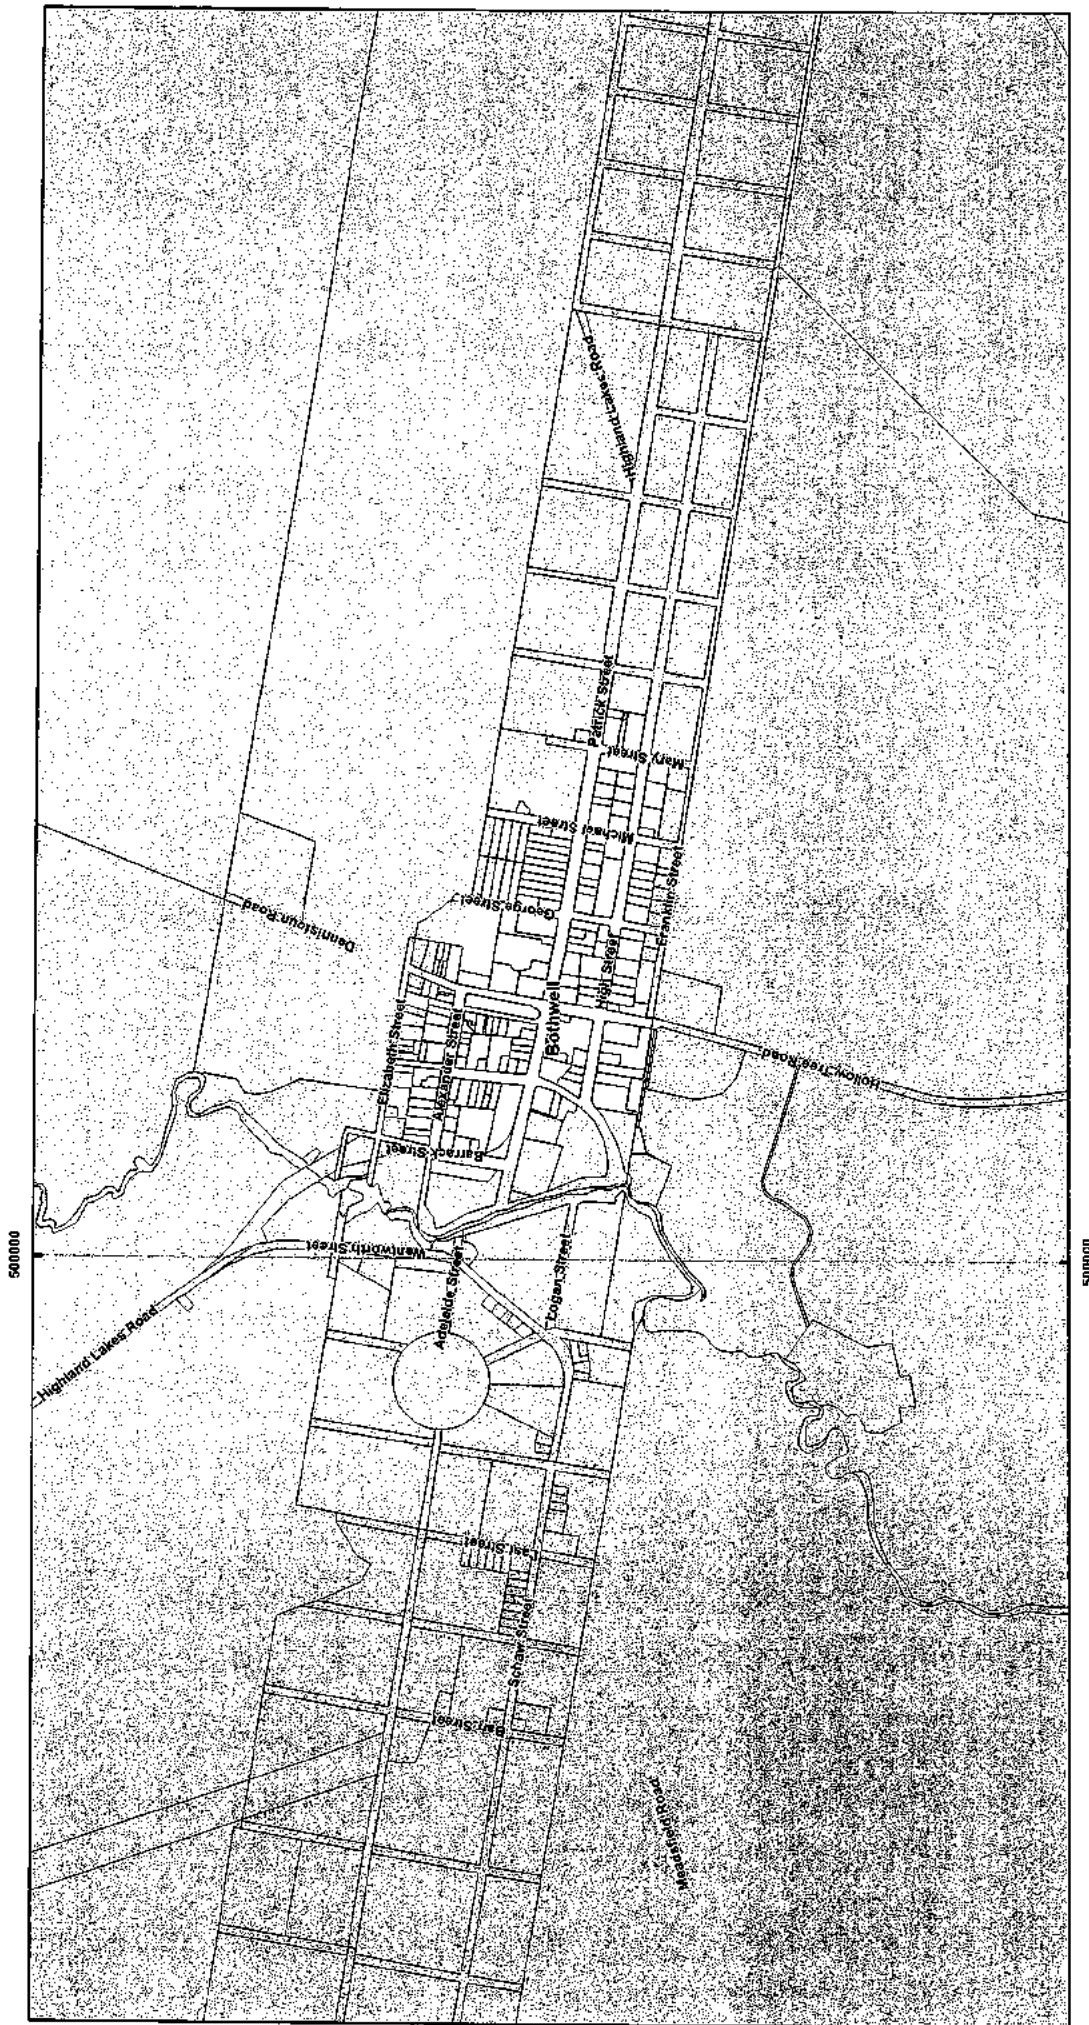 Highland Lakes Road
Patrick Street
Mary Street
Michael Street
George Street
Franklin Street
Dennistoun Road
High Street
Bothwell
Elizabeth Street
Alexander Street
Hollow Tree Road
Barrack Street
500000
500000
Wentworth Street
Adelaide Street
Logan Street
Highland Lakes Road
Last Street
Schaw Street
Barr Street
Road